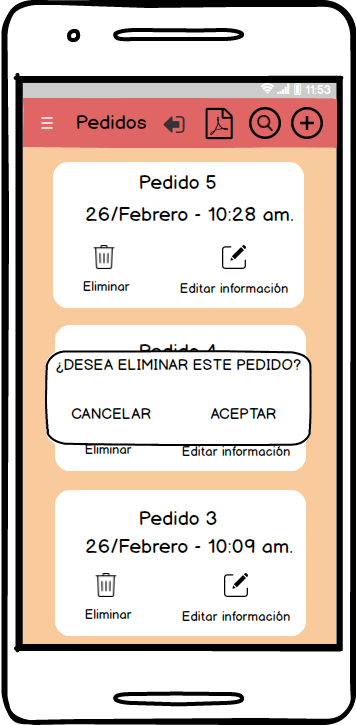 11:53
Pedidos
Pedido 5
26/Febrero - 10:28 am.
Eliminar Editar información
Pedido 4
¿DESEA ELIMINAR ESTE PEDIDO?
CANCELAR ACEPTAR
Eliminar Editar información
Pedido 3
26/Febrero - 10:09 am.
Eliminar Editar información